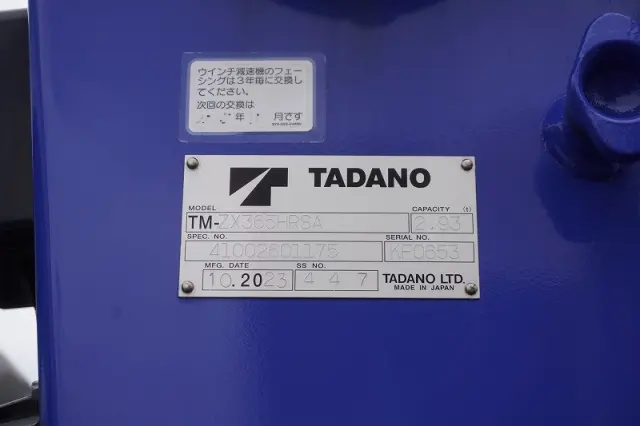 ウインチ減速機のフェー
シングは3年毎に交換し
てください。
次回の交換は
年 月です
TADANO
MODEL CAPACITY (t)
TM-ZX365HRSA 2.93
SPEC. NO. SERIAL NO.
41002601175 KF0653
MFG. DATE SS NO.
10.2023 4 4 7 TADANO LTD.
MADE IN JAPAN